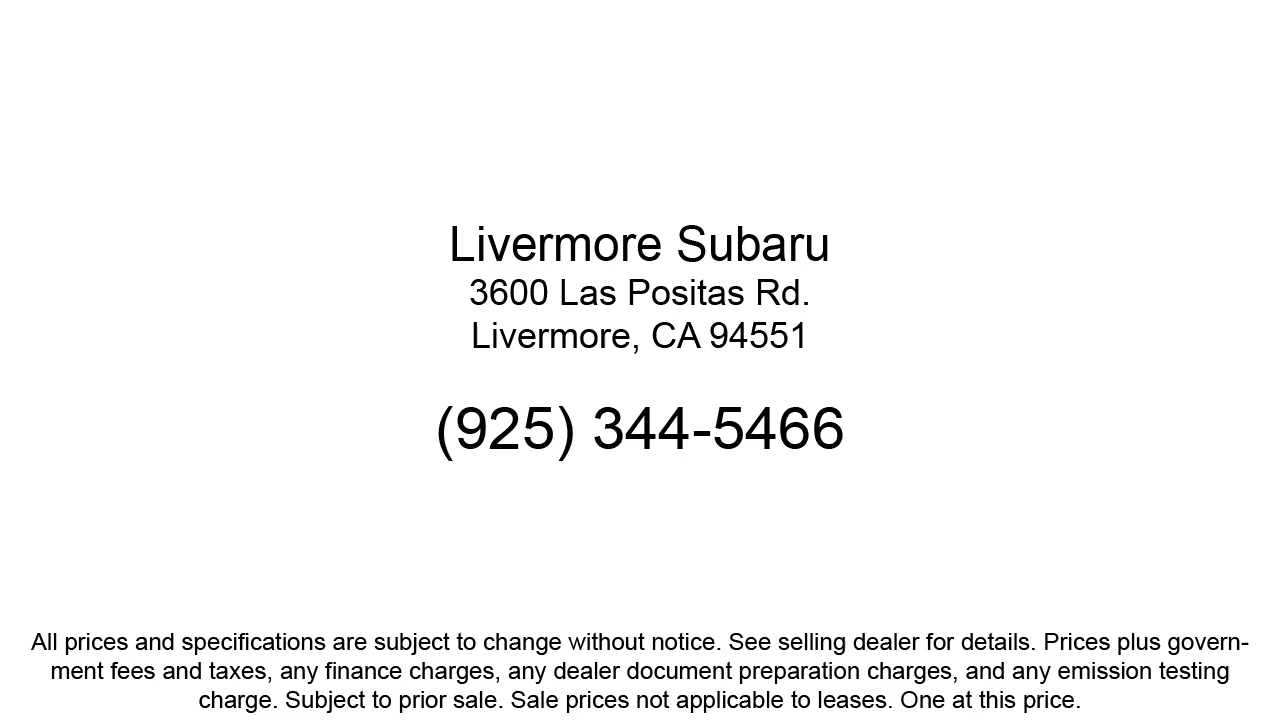 Livermore Subaru
3600 Las Positas Rd.
Livermore, CA 94551
(925) 344-5466
All prices and specifications are subject to change without notice. See selling dealer for details. Prices plus govern-
ment fees and taxes, any finance charges, any dealer document preparation charges, and any emission testing
charge. Subject to prior sale. Sale prices not applicable to leases. One at this price.